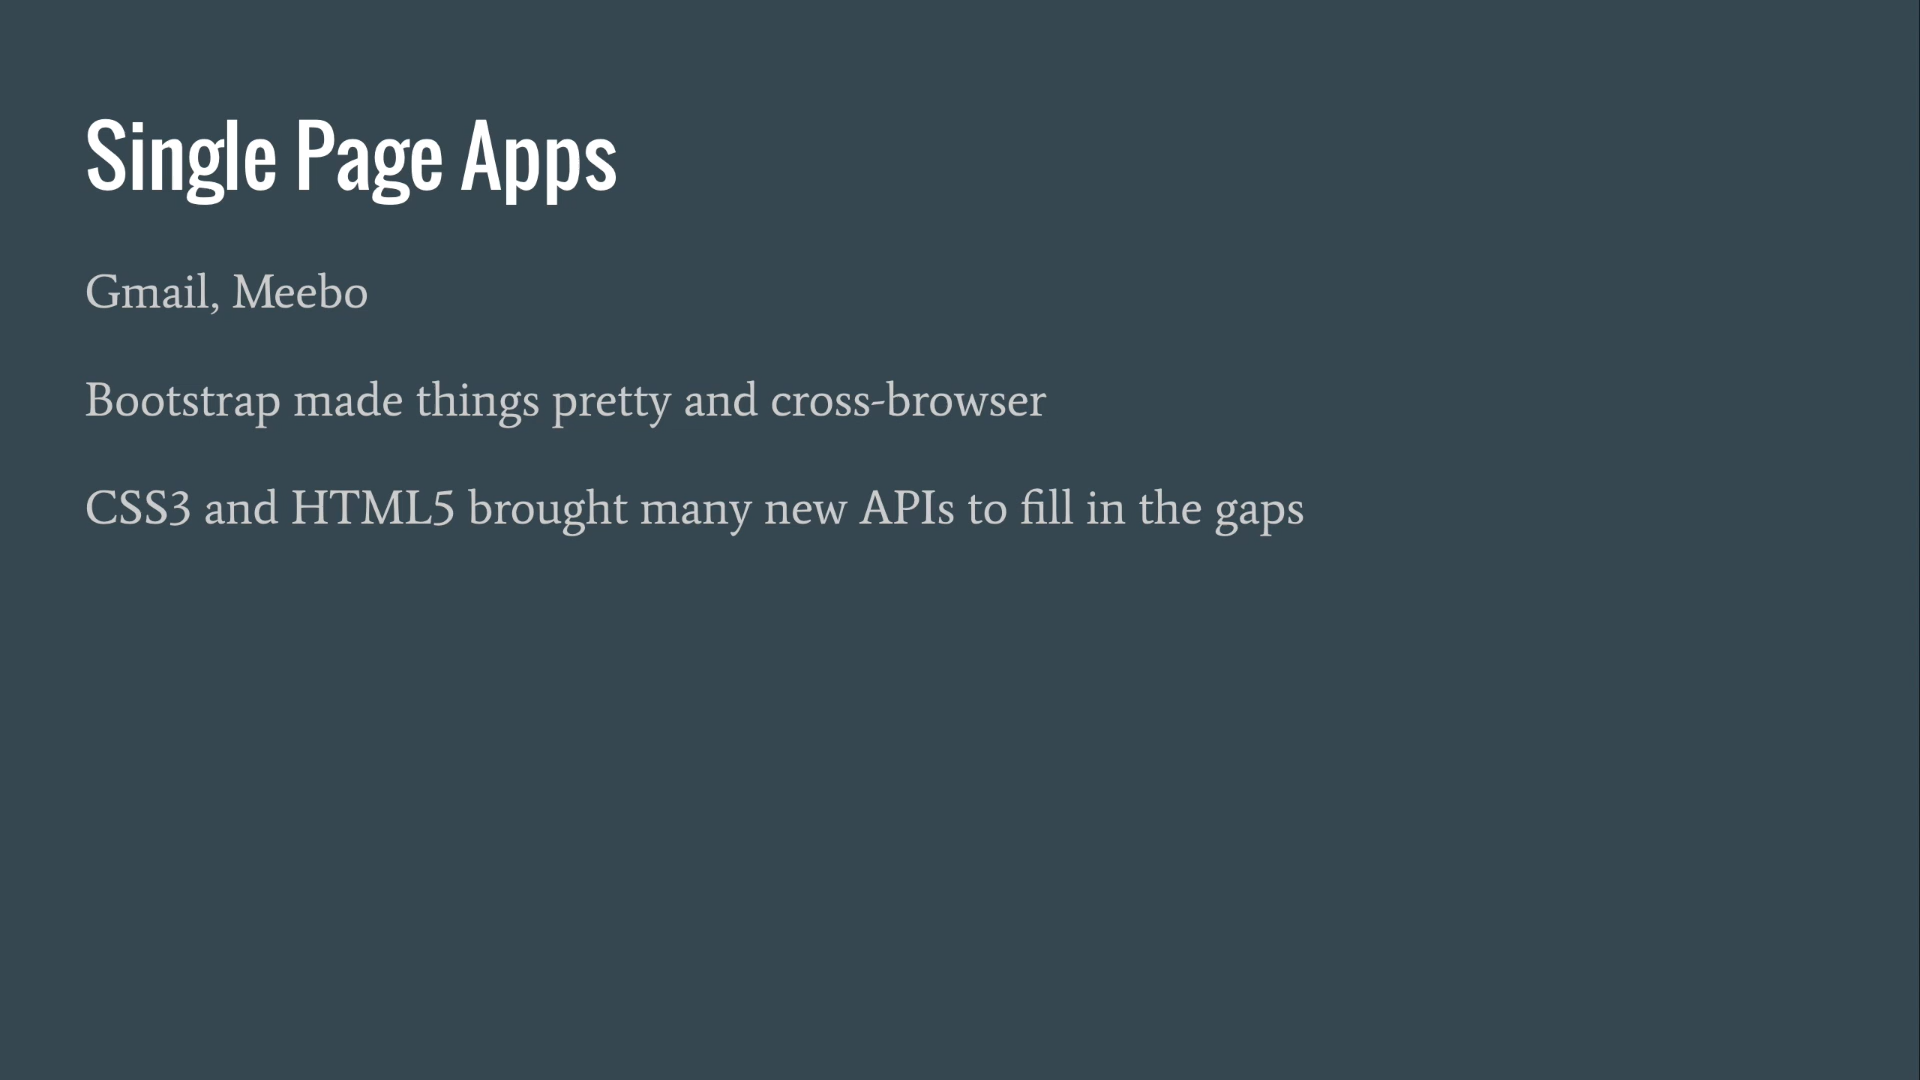 Single Page Apps
Gmail, Meebo
Bootstrap made things pretty and cross-browser
CSS3 and HTML5 brought many new APIs to fill in the gaps